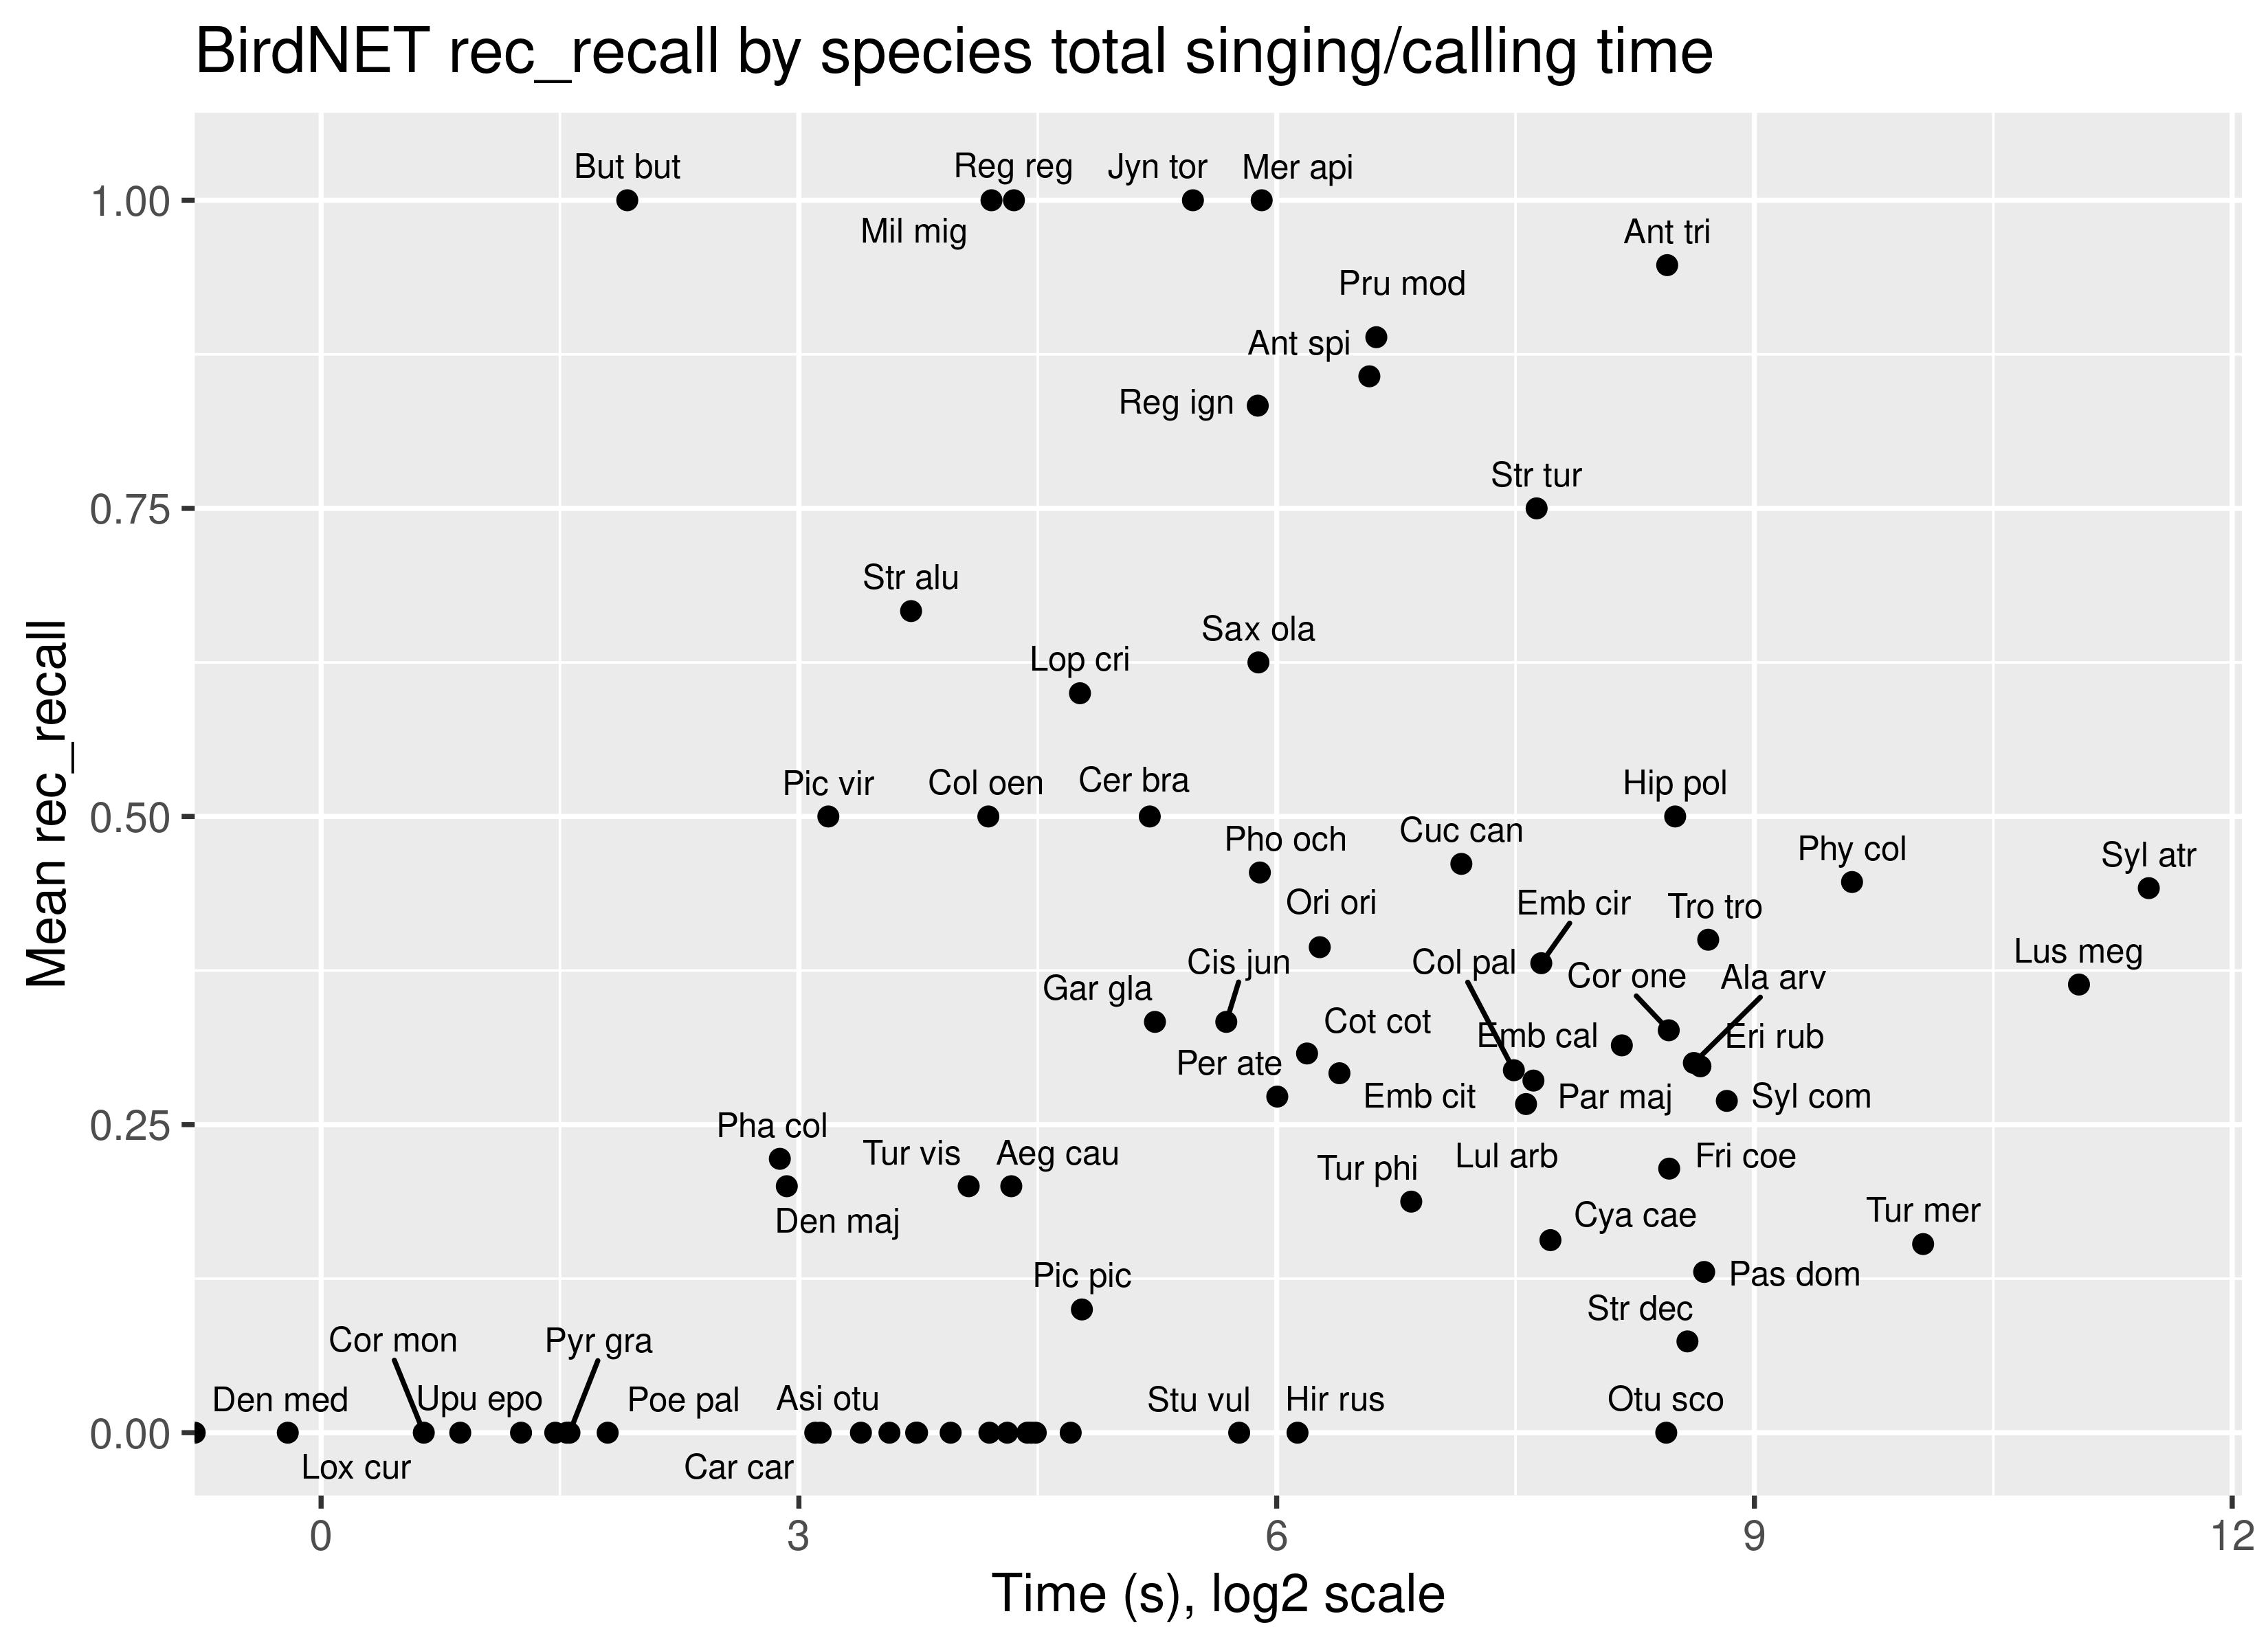 BirdNET rec_recall by species total singing/calling time
But but
Reg reg
Jyn tor
Mer api
1.00
Mil mig
Ant tri
Pru mod
Ant spi
Reg ign
Str tur
0.75
Str alu
Sax ola
Lop cri
Pic vir
Col oen
Cer bra
Hip pol
0.50
Pho och
Cuc can
Phy col
Syl atr
Ori ori
Emb cir
Tro tro
Lus meg
Cis jun
Col pal
Cor one
Ala arv
Gar gla
Cot cot
Emb cal
Eri rub
Per ate
Emb cit
Par maj
Syl com
0.25
Pha col
Tur vis
Aeg cau
Tur phi
Lul arb
Fri coe
Den maj
Cya cae
Tur mer
Pic pic
Pas dom
Str dec
Cor mon
Pyr gra
Den med
Upu epo
Poe pal
Asi otu
Stu vul
Hir rus
Otu sco
0.00
Lox cur
Car car
Mean rec_recall
0
3
6
9
12
Time (s), log2 scale